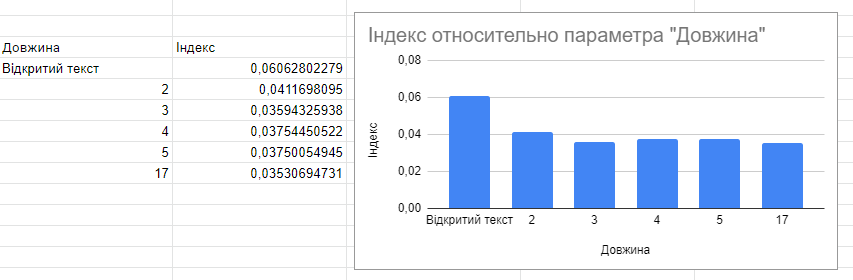 Довжина Індекс
Відкритий текст 0,06062802279
2 0,0411698095
3 0,03594325938
4 0,03754450522
5 0,03750054945
17 0,03530694731
Індекс относительно параметра "Довжина"
0,08
0,06
0,04
0,02
0,00
Індекс
Відкритий текст 2 3 4 5 17
Довжина